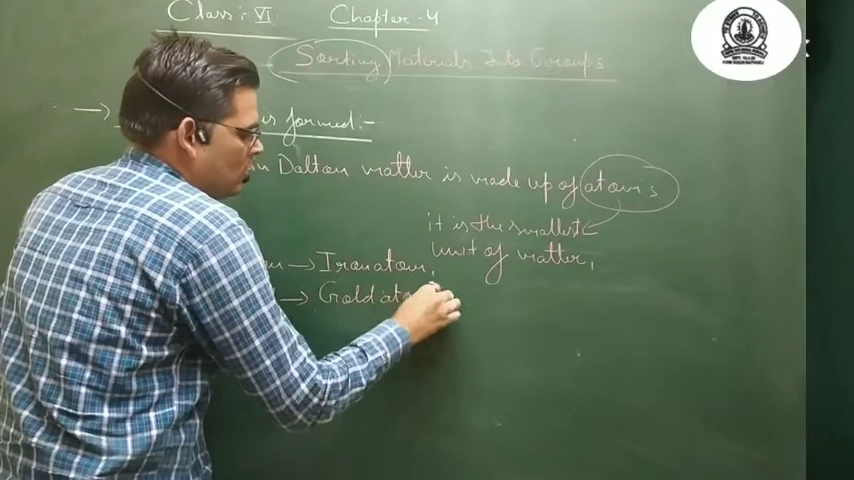 Class:- VI Chapter-4
Sorting Materials Into Groups
→ is formed:-
Dalton matter is made up of atoms
it is the smallest
Unit of matter,
→ Iron atom,
→ Gold at